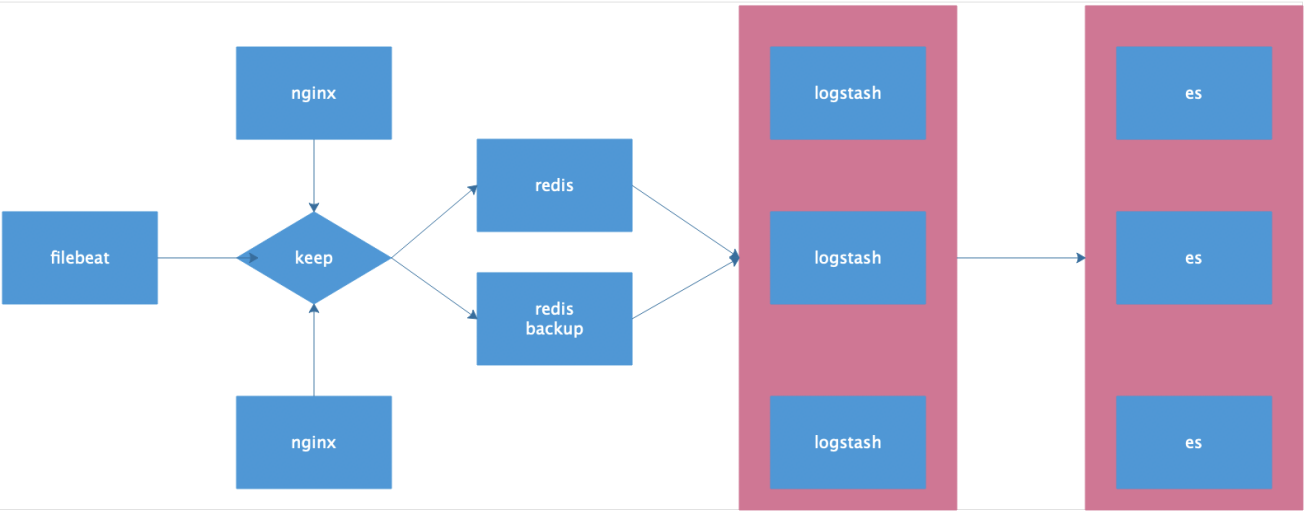 nginx
filebeat
keep
nginx
redis
redis
backup
logstash
logstash
logstash
es
es
es